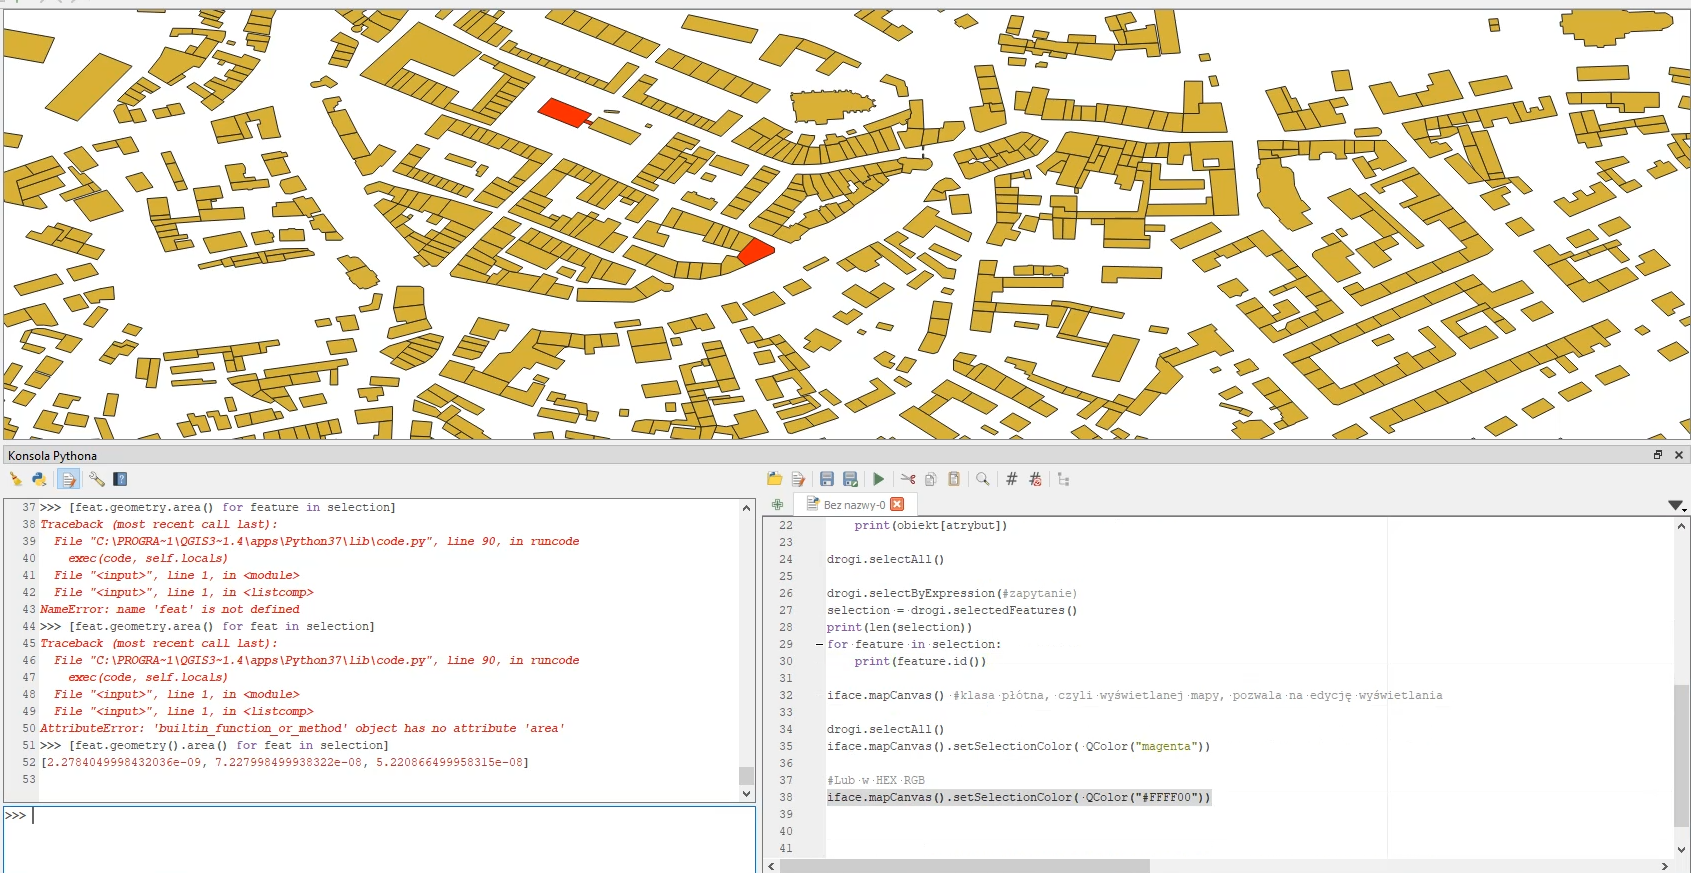 Konsola Pythona
37 >>> [feat.geometry.area() for feature in selection]
38 Traceback (most recent call last):
39 File "C:\PROGRA~1\QGIS3~1.4\apps\Python37\lib\code.py", line 90, in runcode
40 exec(code, self.locals)
41 File "<input>", line 1, in <module>
42 File "<input>", line 1, in <listcomp>
43 NameError: name 'feat' is not defined
44 >>> [feat.geometry.area() for feat in selection]
45 Traceback (most recent call last):
46 File "C:\PROGRA~1\QGIS3~1.4\apps\Python37\lib\code.py", line 90, in runcode
47 exec(code, self.locals)
48 File "<input>", line 1, in <module>
49 File "<input>", line 1, in <listcomp>
50 AttributeError: 'builtin_function_or_method' object has no attribute 'area'
51 >>> [feat.geometry().area() for feat in selection]
52 [2.2784049998432036e-09, 7.227998499938322e-08, 5.220866499958315e-08]
53
>>>
Bez nazwy-0
22 print(obiekt[atrybut])
23
24 drogi.selectAll()
25
26 drogi.selectByExpression(#zapytanie)
27 selection = drogi.selectedFeatures()
28 print(len(selection))
29 for feature in selection:
30 print(feature.id())
31
32 iface.mapCanvas() #klasa płótna, czyli wyświetlanej mapy, pozwala na edycję wyświetlania
33
34 drogi.selectAll()
35 iface.mapCanvas().setSelectionColor( QColor("magenta"))
36
37 #Lub w HEX RGB
38 iface.mapCanvas().setSelectionColor( QColor("#FFFF00"))
39
40
41